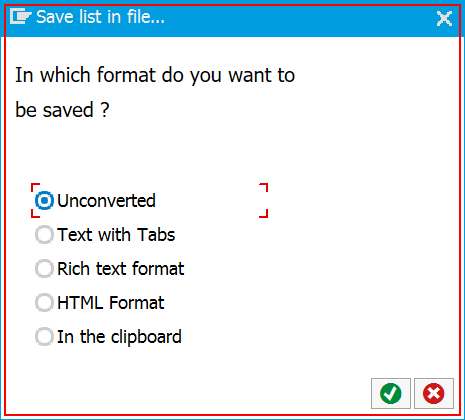 Save list in file...
In which format do you want to
be saved ?
Unconverted
Text with Tabs
Rich text format
HTML Format
In the clipboard